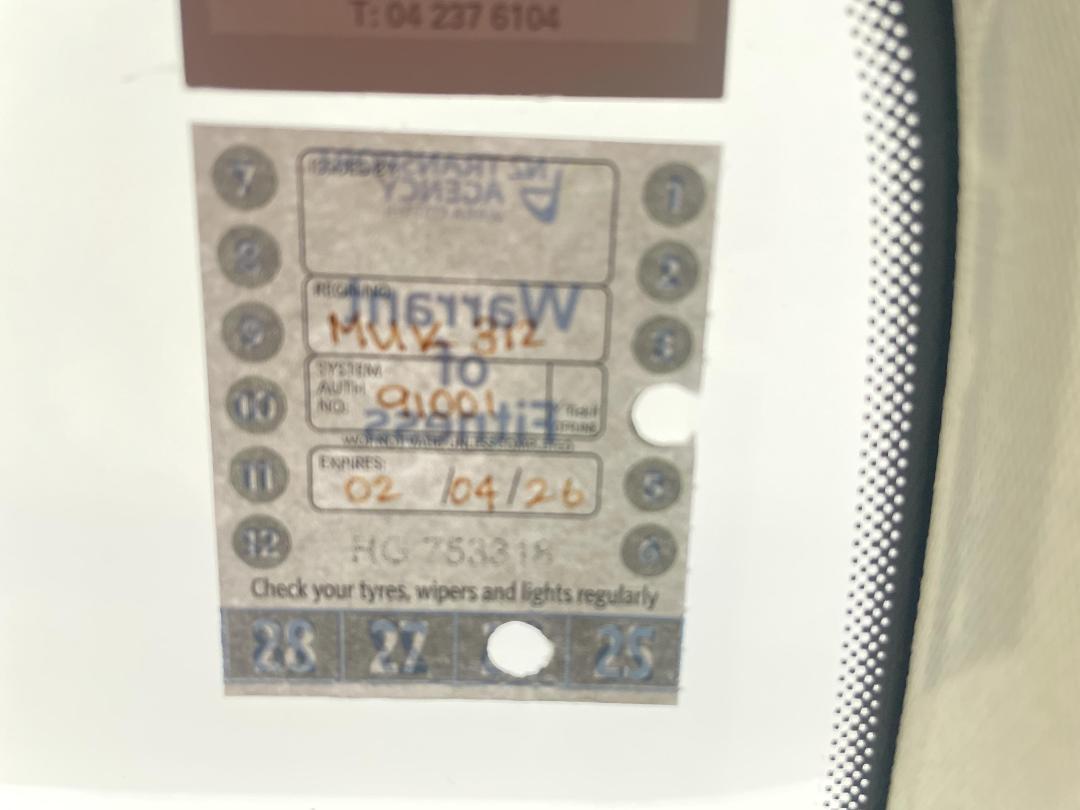 T: 04 237 6104
7
ISSUED BY
NZ TRANSPORT
AGENCY
1
8
2
REGN NO.
Warrant
MUK 312
9
3
of
SYSTEM
AUTH
NO.
91001
10
Fitness
EXPIRES:
02 /04/26
11
5
12
HG 753318
6
Check your tyres, wipers and lights regularly
28 27 25